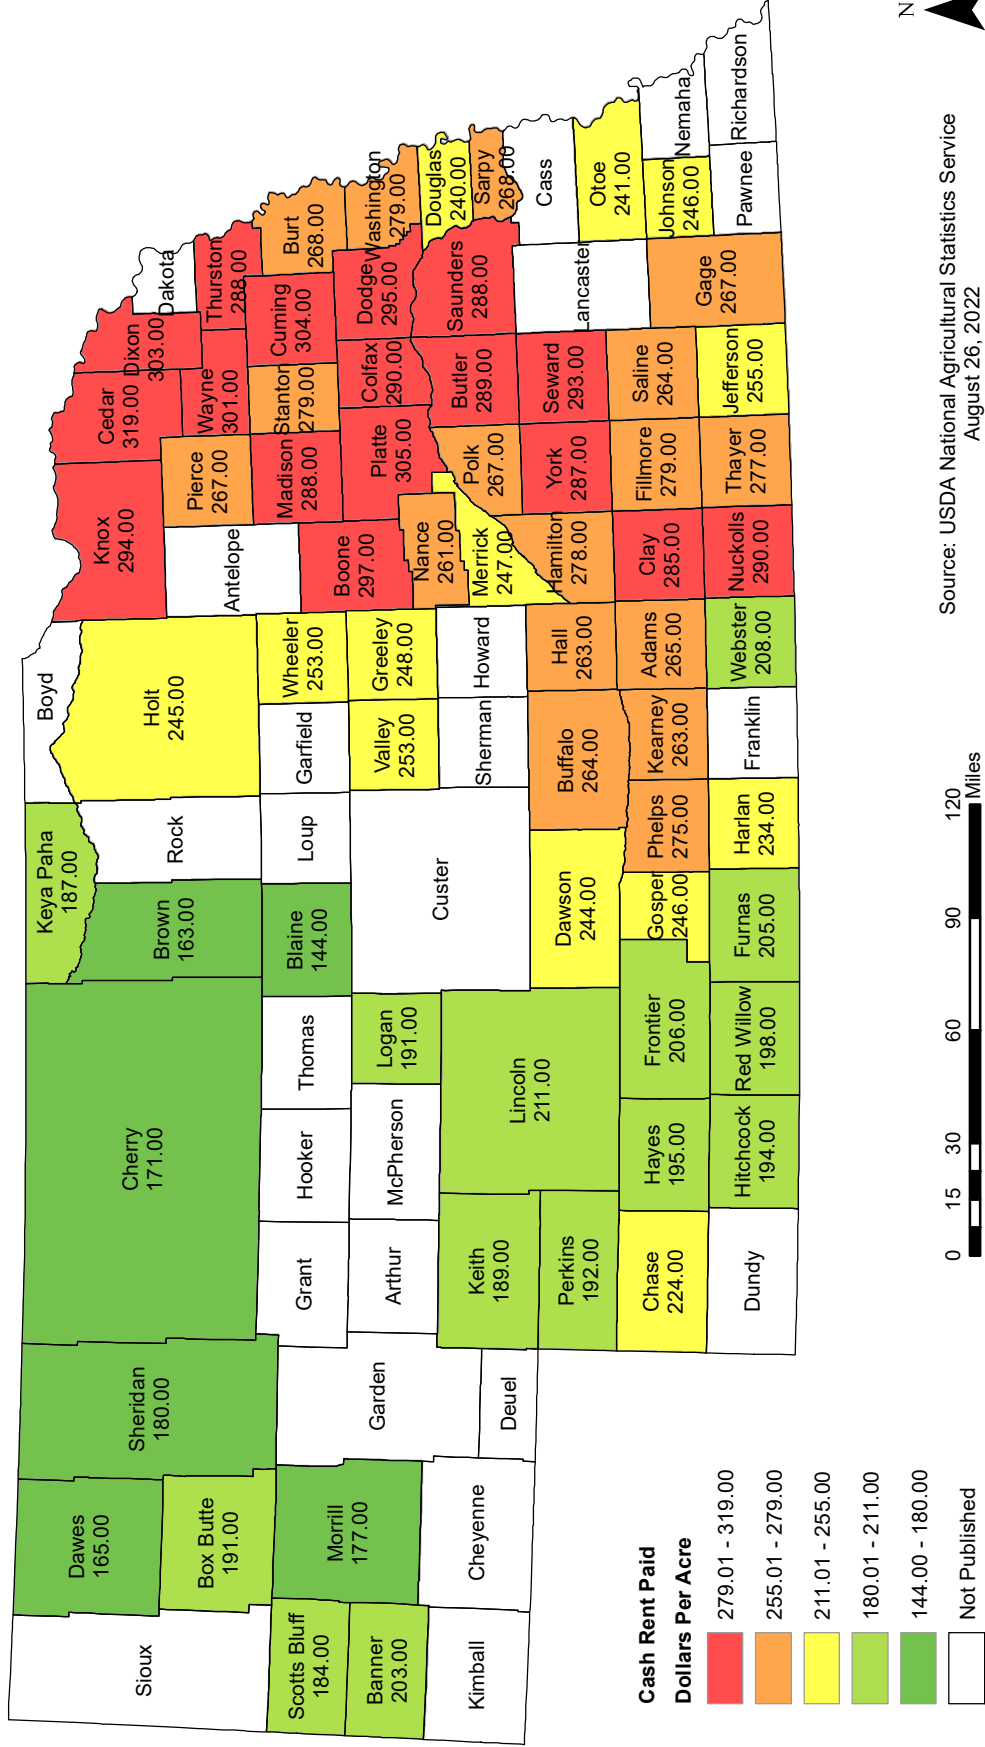 Sioux
Dawes
165.00
Box Butte
191.00
Sheridan
180.00
Scotts Bluff
184.00
Banner
203.00
Kimball
Morrill
177.00
Cheyenne
Garden
Deuel
Cherry
171.00
Keya Paha
187.00
Brown
163.00
Rock
Boyd
Holt
245.00
Grant
Hooker
Thomas
Blaine
144.00
Loup
Garfield
Wheeler
253.00
Arthur
McPherson
Logan
191.00
Custer
Valley
253.00
Greeley
248.00
Keith
189.00
Perkins
192.00
Lincoln
211.00
Sherman
Howard
Chase
224.00
Hayes
195.00
Frontier
206.00
Dawson
244.00
Buffalo
264.00
Hall
263.00
Gosper
246.00
Phelps
275.00
Kearney
263.00
Adams
265.00
Dundy
Hitchcock
194.00
Red Willow
198.00
Furnas
205.00
Harlan
234.00
Franklin
Webster
208.00
Knox
294.00
Cedar
319.00
Dixon
303.00
Dakota
Antelope
Pierce
267.00
Wayne
301.00
Thurston
288.00
Boone
297.00
Madison
288.00
Stanton
279.00
Cuming
304.00
Burt
268.00
Nance
261.00
Platte
305.00
Colfax
290.00
Dodge
295.00
Washington
279.00
Merrick
247.00
Polk
267.00
Butler
289.00
Saunders
288.00
Douglas
240.00
Sarpy
268.00
Hamilton
278.00
York
287.00
Seward
293.00
Lancaster
Cass
Otoe
241.00
Clay
285.00
Fillmore
279.00
Saline
264.00
Gage
267.00
Johnson
246.00
Nemaha
Nuckolls
290.00
Thayer
277.00
Jefferson
255.00
Pawnee
Richardson
Cash Rent Paid
Dollars Per Acre
279.01 - 319.00
255.01 - 279.00
211.01 - 255.00
180.01 - 211.00
144.00 - 180.00
Not Published
0 15 30 60 90 120
Miles
N
Source: USDA National Agricultural Statistics Service
August 26, 2022